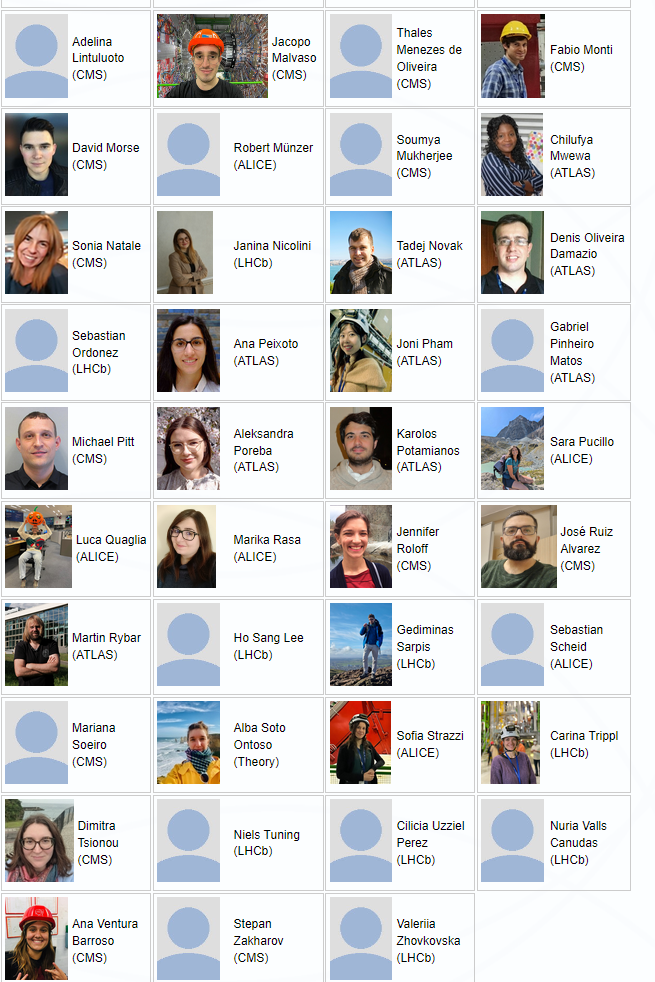 Adelina
Lintuluoto
(CMS)
Jacopo
Malvaso
(CMS)
Thales
Menezes de
Oliveira
(CMS)
Fabio Monti
(CMS)
David Morse
(CMS)
Robert Münzer
(ALICE)
Soumya
Mukherjee
(CMS)
Chilufya
Mwewa
(ATLAS)
Sonia Natale
(CMS)
Janina Nicolini
(LHCb)
Tadej Novak
(ATLAS)
Denis Oliveira
Damazio
(ATLAS)
Sebastian
Ordonez
(LHCb)
Ana Peixoto
(ATLAS)
Joni Pham
(ATLAS)
Gabriel
Pinheiro
Matos
(ATLAS)
Michael Pitt
(CMS)
Aleksandra
Poreba
(ATLAS)
Karolos
Potamianos
(ATLAS)
Sara Pucillo
(ALICE)
Luca Quaglia
(ALICE)
Marika Rasa
(ALICE)
Jennifer
Roloff
(CMS)
José Ruiz
Alvarez
(CMS)
Martin Rybar
(ATLAS)
Ho Sang Lee
(LHCb)
Gediminas
Sarpis
(LHCb)
Sebastian
Scheid
(ALICE)
Mariana
Soeiro
(CMS)
Alba Soto
Ontoso
(Theory)
Sofia Strazzi
(ALICE)
Carina Trippl
(LHCb)
Dimitra
Tsionou
(CMS)
Niels Tuning
(LHCb)
Cilicia Uzziel
Perez
(LHCb)
Nuria Valls
Canudas
(LHCb)
Ana Ventura
Barroso
(CMS)
Stepan
Zakharov
(CMS)
Valeriia
Zhovkovska
(LHCb)